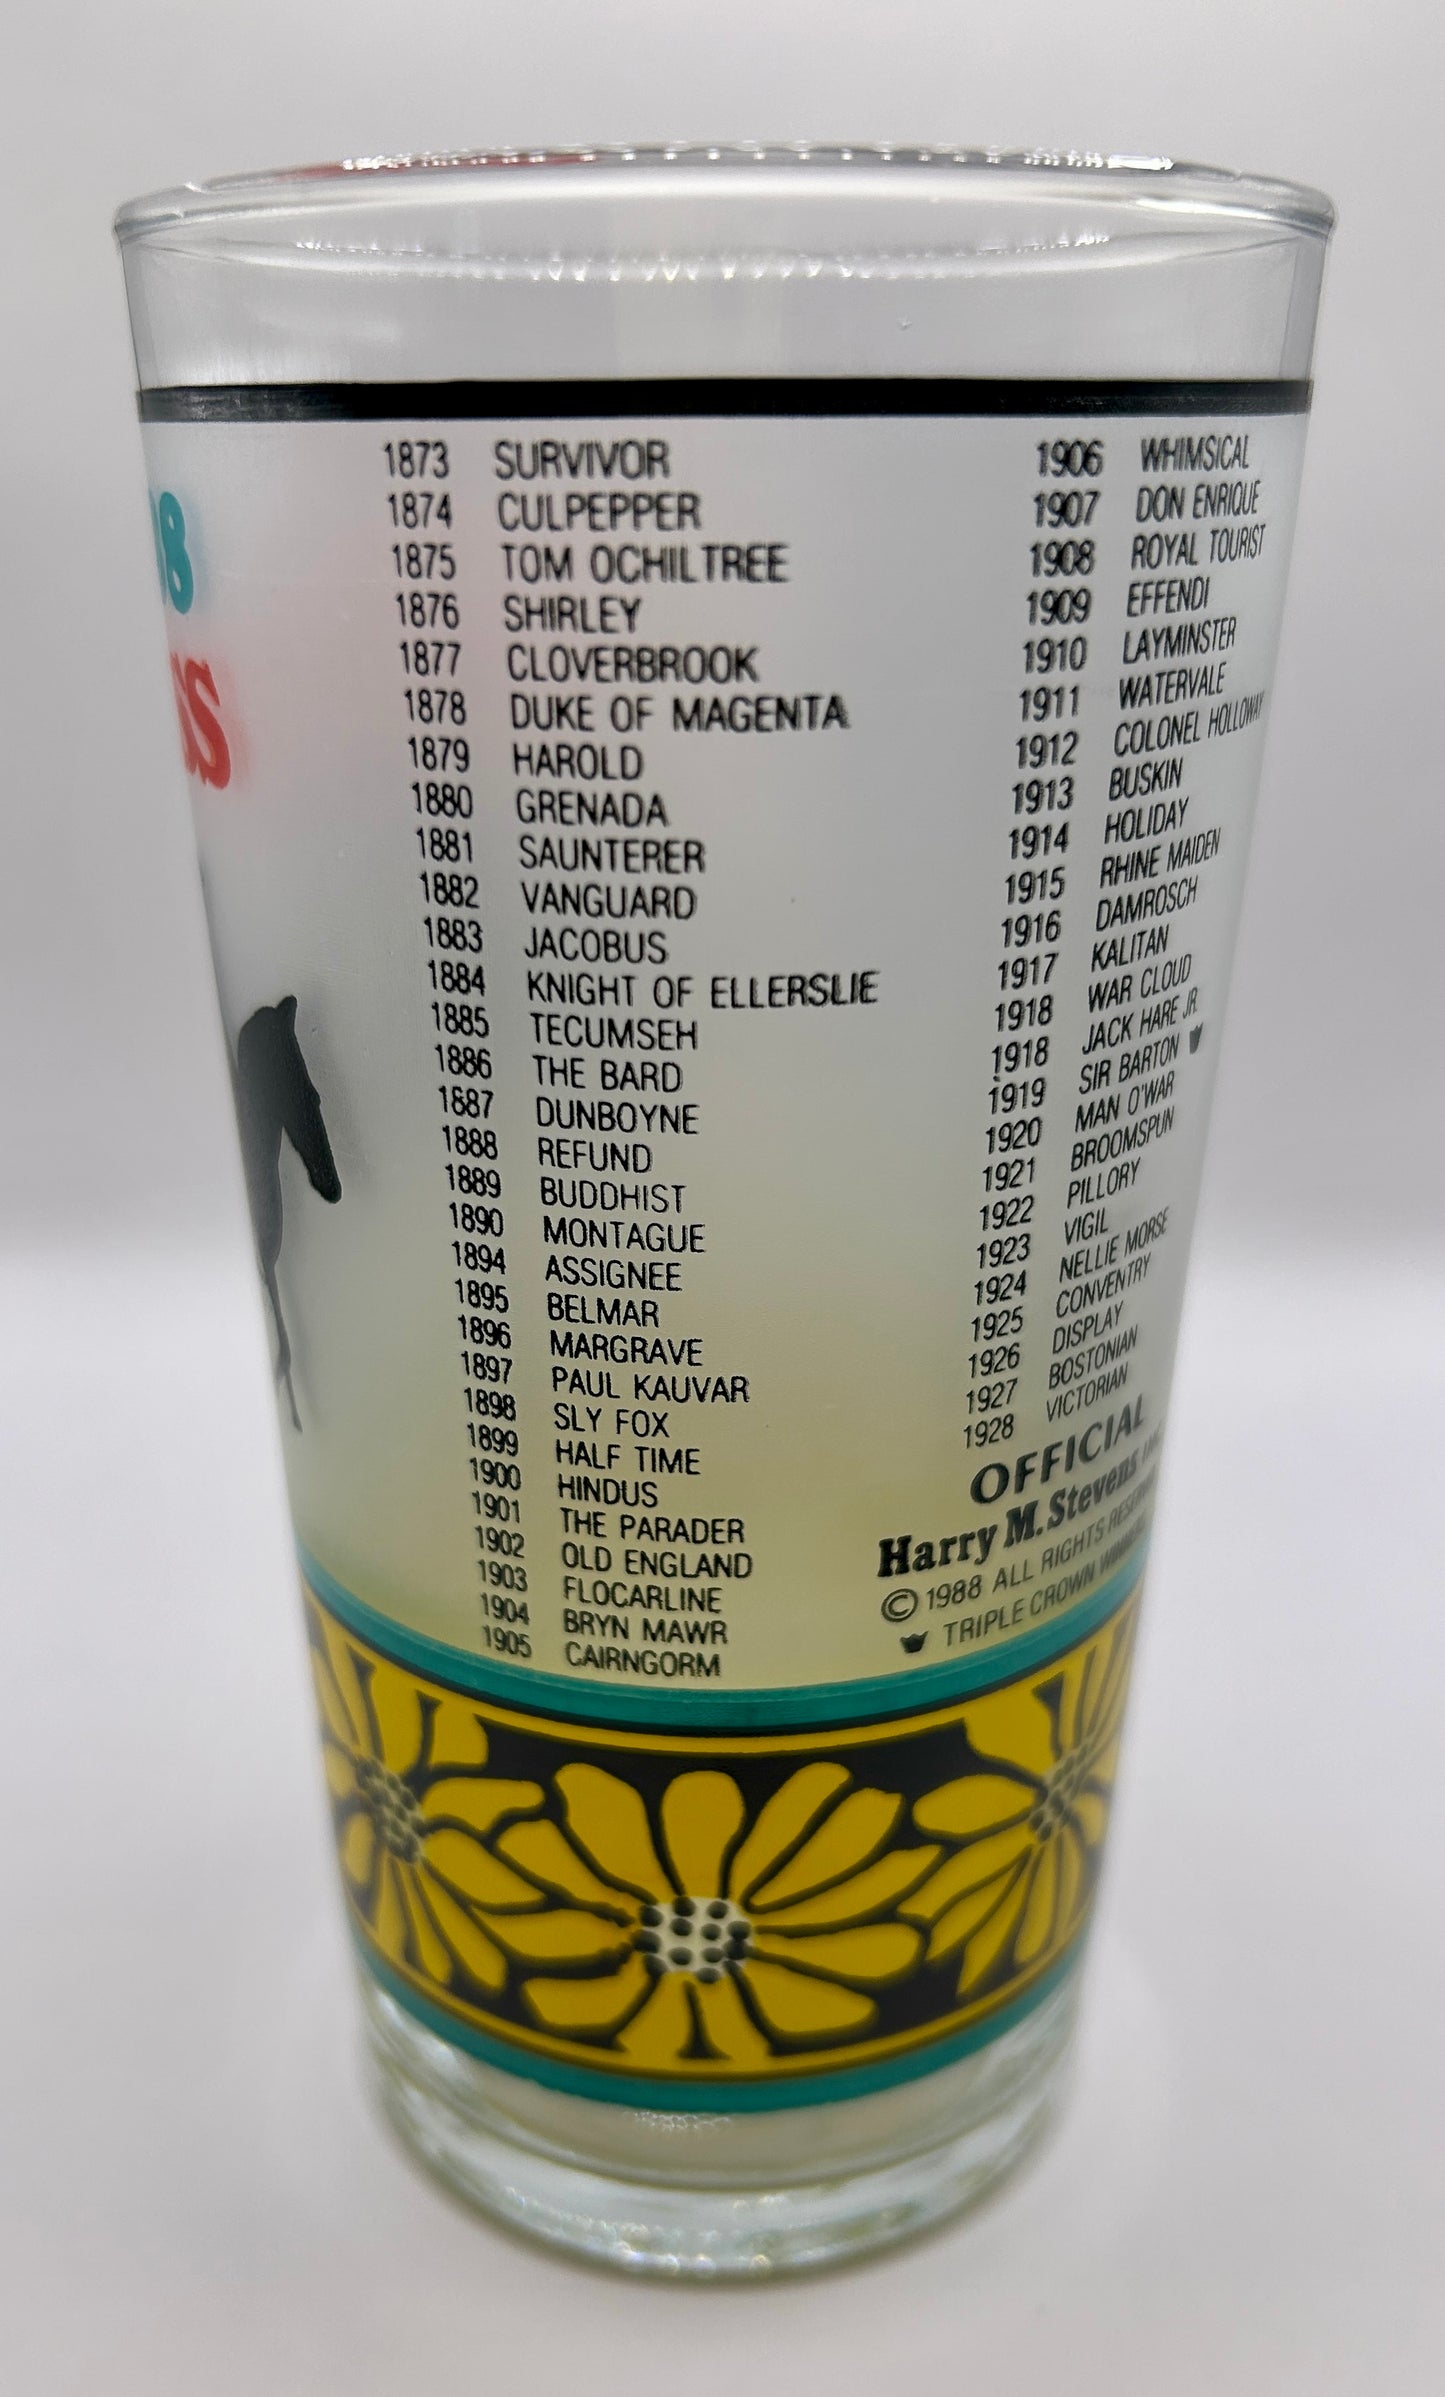 1873 SURVIVOR
1874 CULPEPPER
1875 TOM OCHILTREE
1876 SHIRLEY
1877 CLOVERBROOK
1878 DUKE OF MAGENTA
1879 HAROLD
1880 GRENADA
1881 SAUNTERER
1882 VANGUARD
1883 JACOBUS
1884 KNIGHT OF ELLERSLIE
1885 TECUMSEH
1886 THE BARD
1887 DUNBOYNE
1888 REFUND
1889 BUDDHIST
1890 MONTAGUE
1894 ASSIGNEE
1895 BELMAR
1896 MARGRAVE
1897 PAUL KAUVAR
1898 SLY FOX
1899 HALF TIME
1900 HINDUS
1901 THE PARADER
1902 OLD ENGLAND
1903 FLOCARLINE
1904 BRYN MAWR
1905 CAIRNGORM
1906 WHIMSICAL
1907 DON ENRIQUE
1908 ROYAL TOURIST
1909 EFFENDI
1910 LAYMINSTER
1911 WATERVALE
1912 COLONEL HOLLOWAY
1913 BUSKIN
1914 HOLIDAY
1915 RHINE MAIDEN
1916 DAMROSCH
1917 KALITAN
1918 WAR CLOUD
1918 JACK HARE JR.
1919 SIR BARTON
1920 MAN O'WAR
1921 BROOMSPUN
1922 PILLORY
1923 VIGIL
1924 NELLIE MORSE
1925 COVENTRY
1926 DISPLAY
1927 BOSTONIAN
1928 VICTORIAN
OFFICIAL
Harry M. Stevens
© 1988 ALL RIGHTS
TRIPLE CROWN